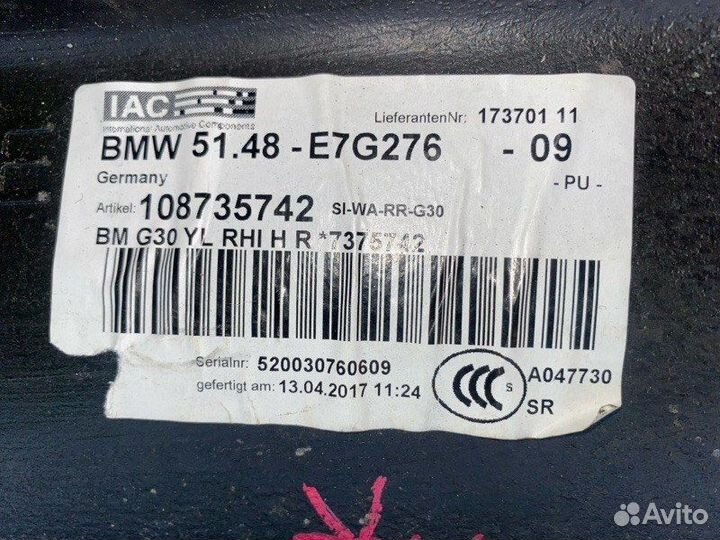 IAC
International Automotive Components
LieferantenNr: 173701 11
BMW 51.48 - E7G276 - 09
Germany
- PU -
Artikel: 108735742 SI-WA-RR-G30
BM G30 YL RHI H R *7375742
Serialnr: 520030760609
gefertigt am: 13.04.2017 11:24
CCC S
A047730
SR
Avito